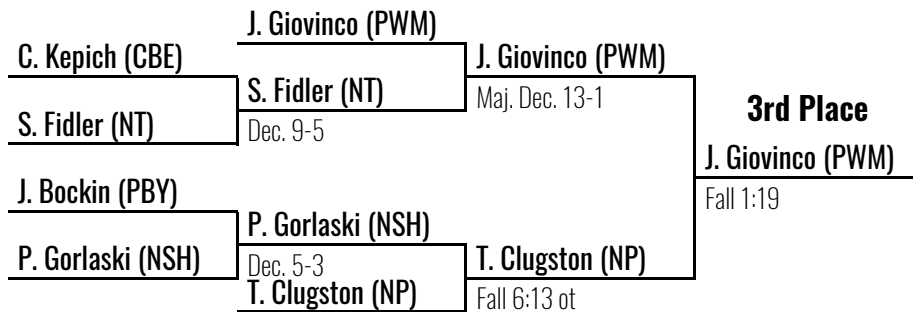 J. Giovinco (PWM)
C. Kepich (CBE)
J. Giovinco (PWM)
S. Fidler (NT)
Maj. Dec. 13-1
3rd Place
S. Fidler (NT)
Dec. 9-5
J. Giovinco (PWM)
J. Bockin (PBY)
Fall 1:19
P. Gorlaski (NSH)
P. Gorlaski (NSH)
Dec. 5-3
T. Clugston (NP)
T. Clugston (NP)
Fall 6:13 ot